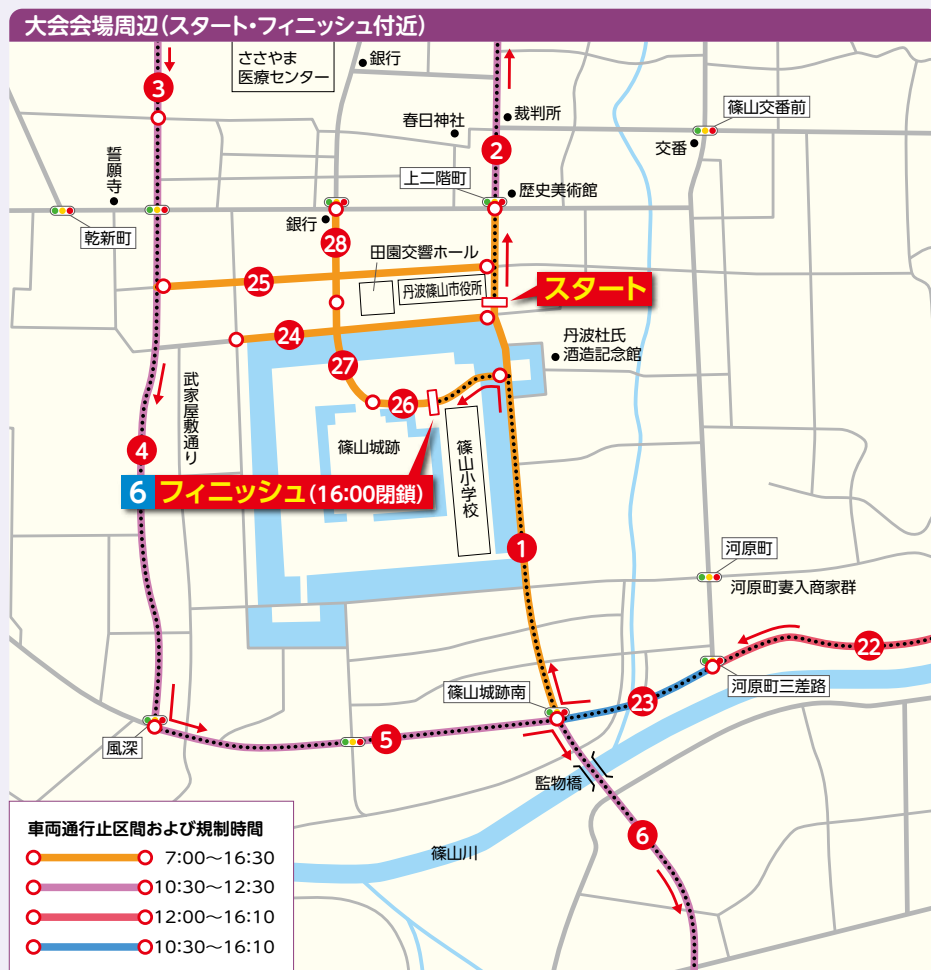 大会会場周辺(スタート・フィニッシュ付近)
ささやま
医療センター
銀行
3
裁判所
春日神社
2
篠山交番前
交番
誓願寺
上二階町
歴史美術館
乾新町
銀行
28
田園交響ホール
25
丹波篠山市役所
スタート
24
丹波杜氏
酒造記念館
27
武家屋敷通り
26
4
篠山城跡
篠山小学校
6 フィニッシュ(16:00閉鎖)
1
河原町
河原町妻入商家群
22
篠山城跡南
河原町三差路
23
風深
5
監物橋
6
篠山川
車両通行止区間および規制時間
7:00～16:30
10:30～12:30
12:00～16:10
10:30～16:10